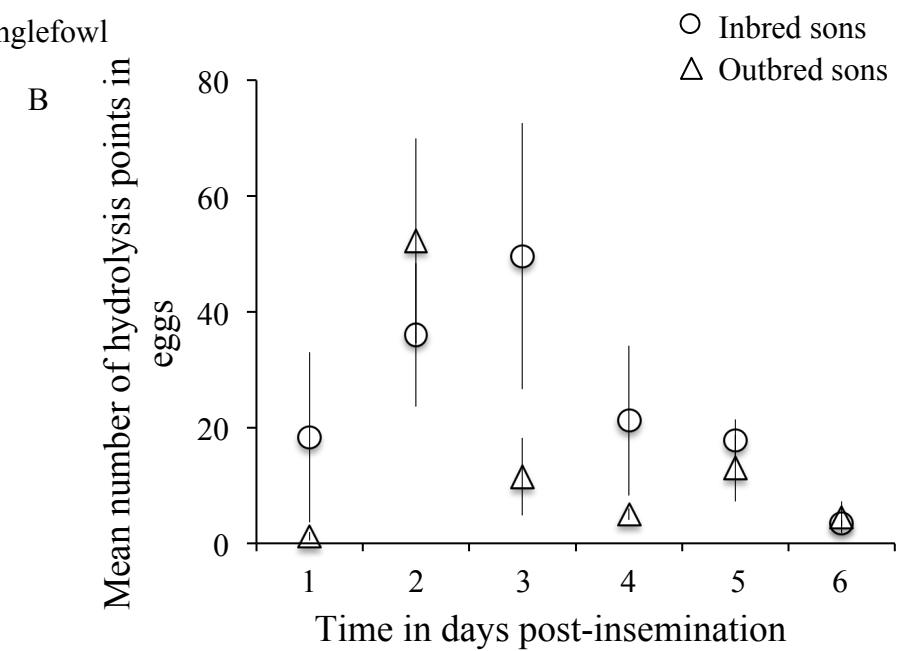 nglefowl
Inbred sons
Outbred sons
B
Mean number of hydrolysis points in
eggs
80
60
40
20
0
1 2 3 4 5 6
Time in days post-insemination